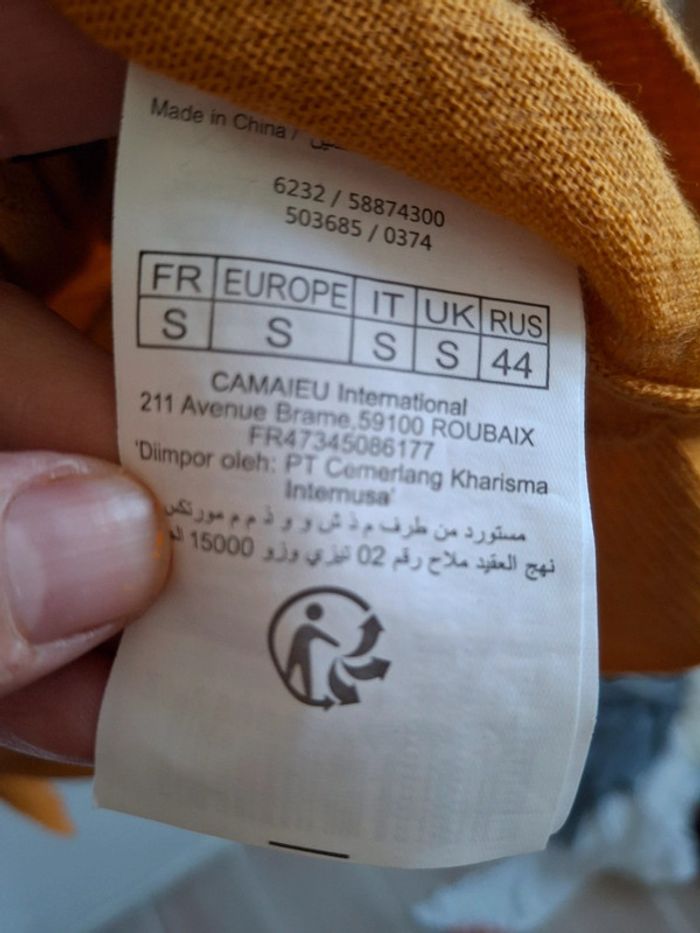 Made in China /
6232 / 58874300
503685 / 0374
FR EUROPE IT UK RUS
S S S S 44
CAMAIEU International
211 Avenue Brame,59100 ROUBAIX
FR47345086177
'Diimpor oleh: PT Cemerlang Kharisma
Internusa'
مستورد من طرف م ذ ش و و ذ م م مورتكس
نهج العقيد ملاح رقم 02 تيزي وزو 15000